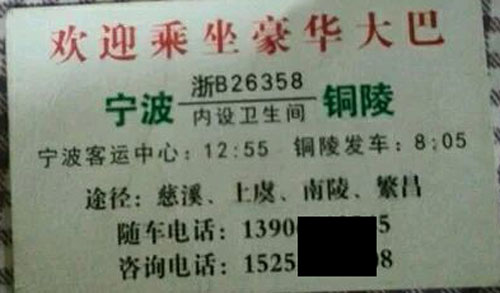 欢迎乘坐豪华大巴
浙B26358
宁波 铜陵
内设卫生间
宁波客运中心：12:55 铜陵发车：8:05
途径：慈溪、上虞、南陵、繁昌
随车电话：1390
咨询电话：1525 08